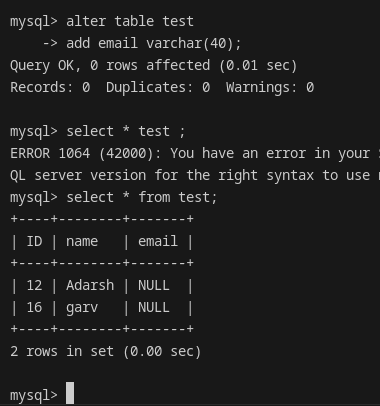 mysql> alter table test
    -> add email varchar(40);
Query OK, 0 rows affected (0.01 sec)
Records: 0  Duplicates: 0  Warnings: 0

mysql> select * test ;
ERROR 1064 (42000): You have an error in your
QL server version for the right syntax to use
mysql> select * from test;
+----+--------+-------+
| ID | name   | email |
+----+--------+-------+
| 12 | Adarsh | NULL  |
| 16 | garv   | NULL  |
+----+--------+-------+
2 rows in set (0.00 sec)

mysql>